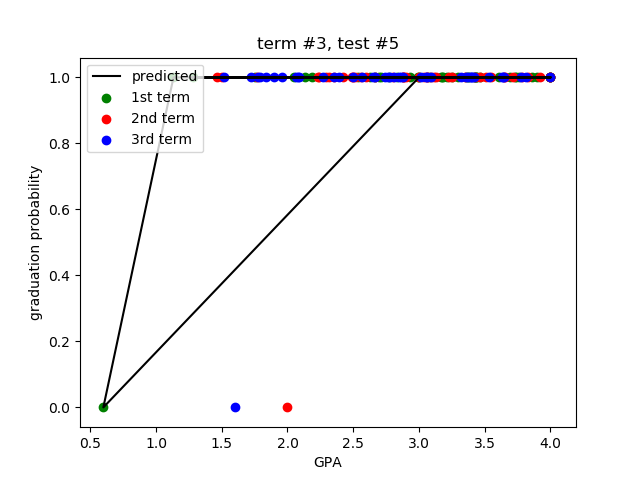 term #3, test #5
predicted
1st term
2nd term
3rd term
graduation probability
1.0
0.8
0.6
0.4
0.2
0.0
0.5 1.0 1.5 2.0 2.5 3.0 3.5 4.0
GPA